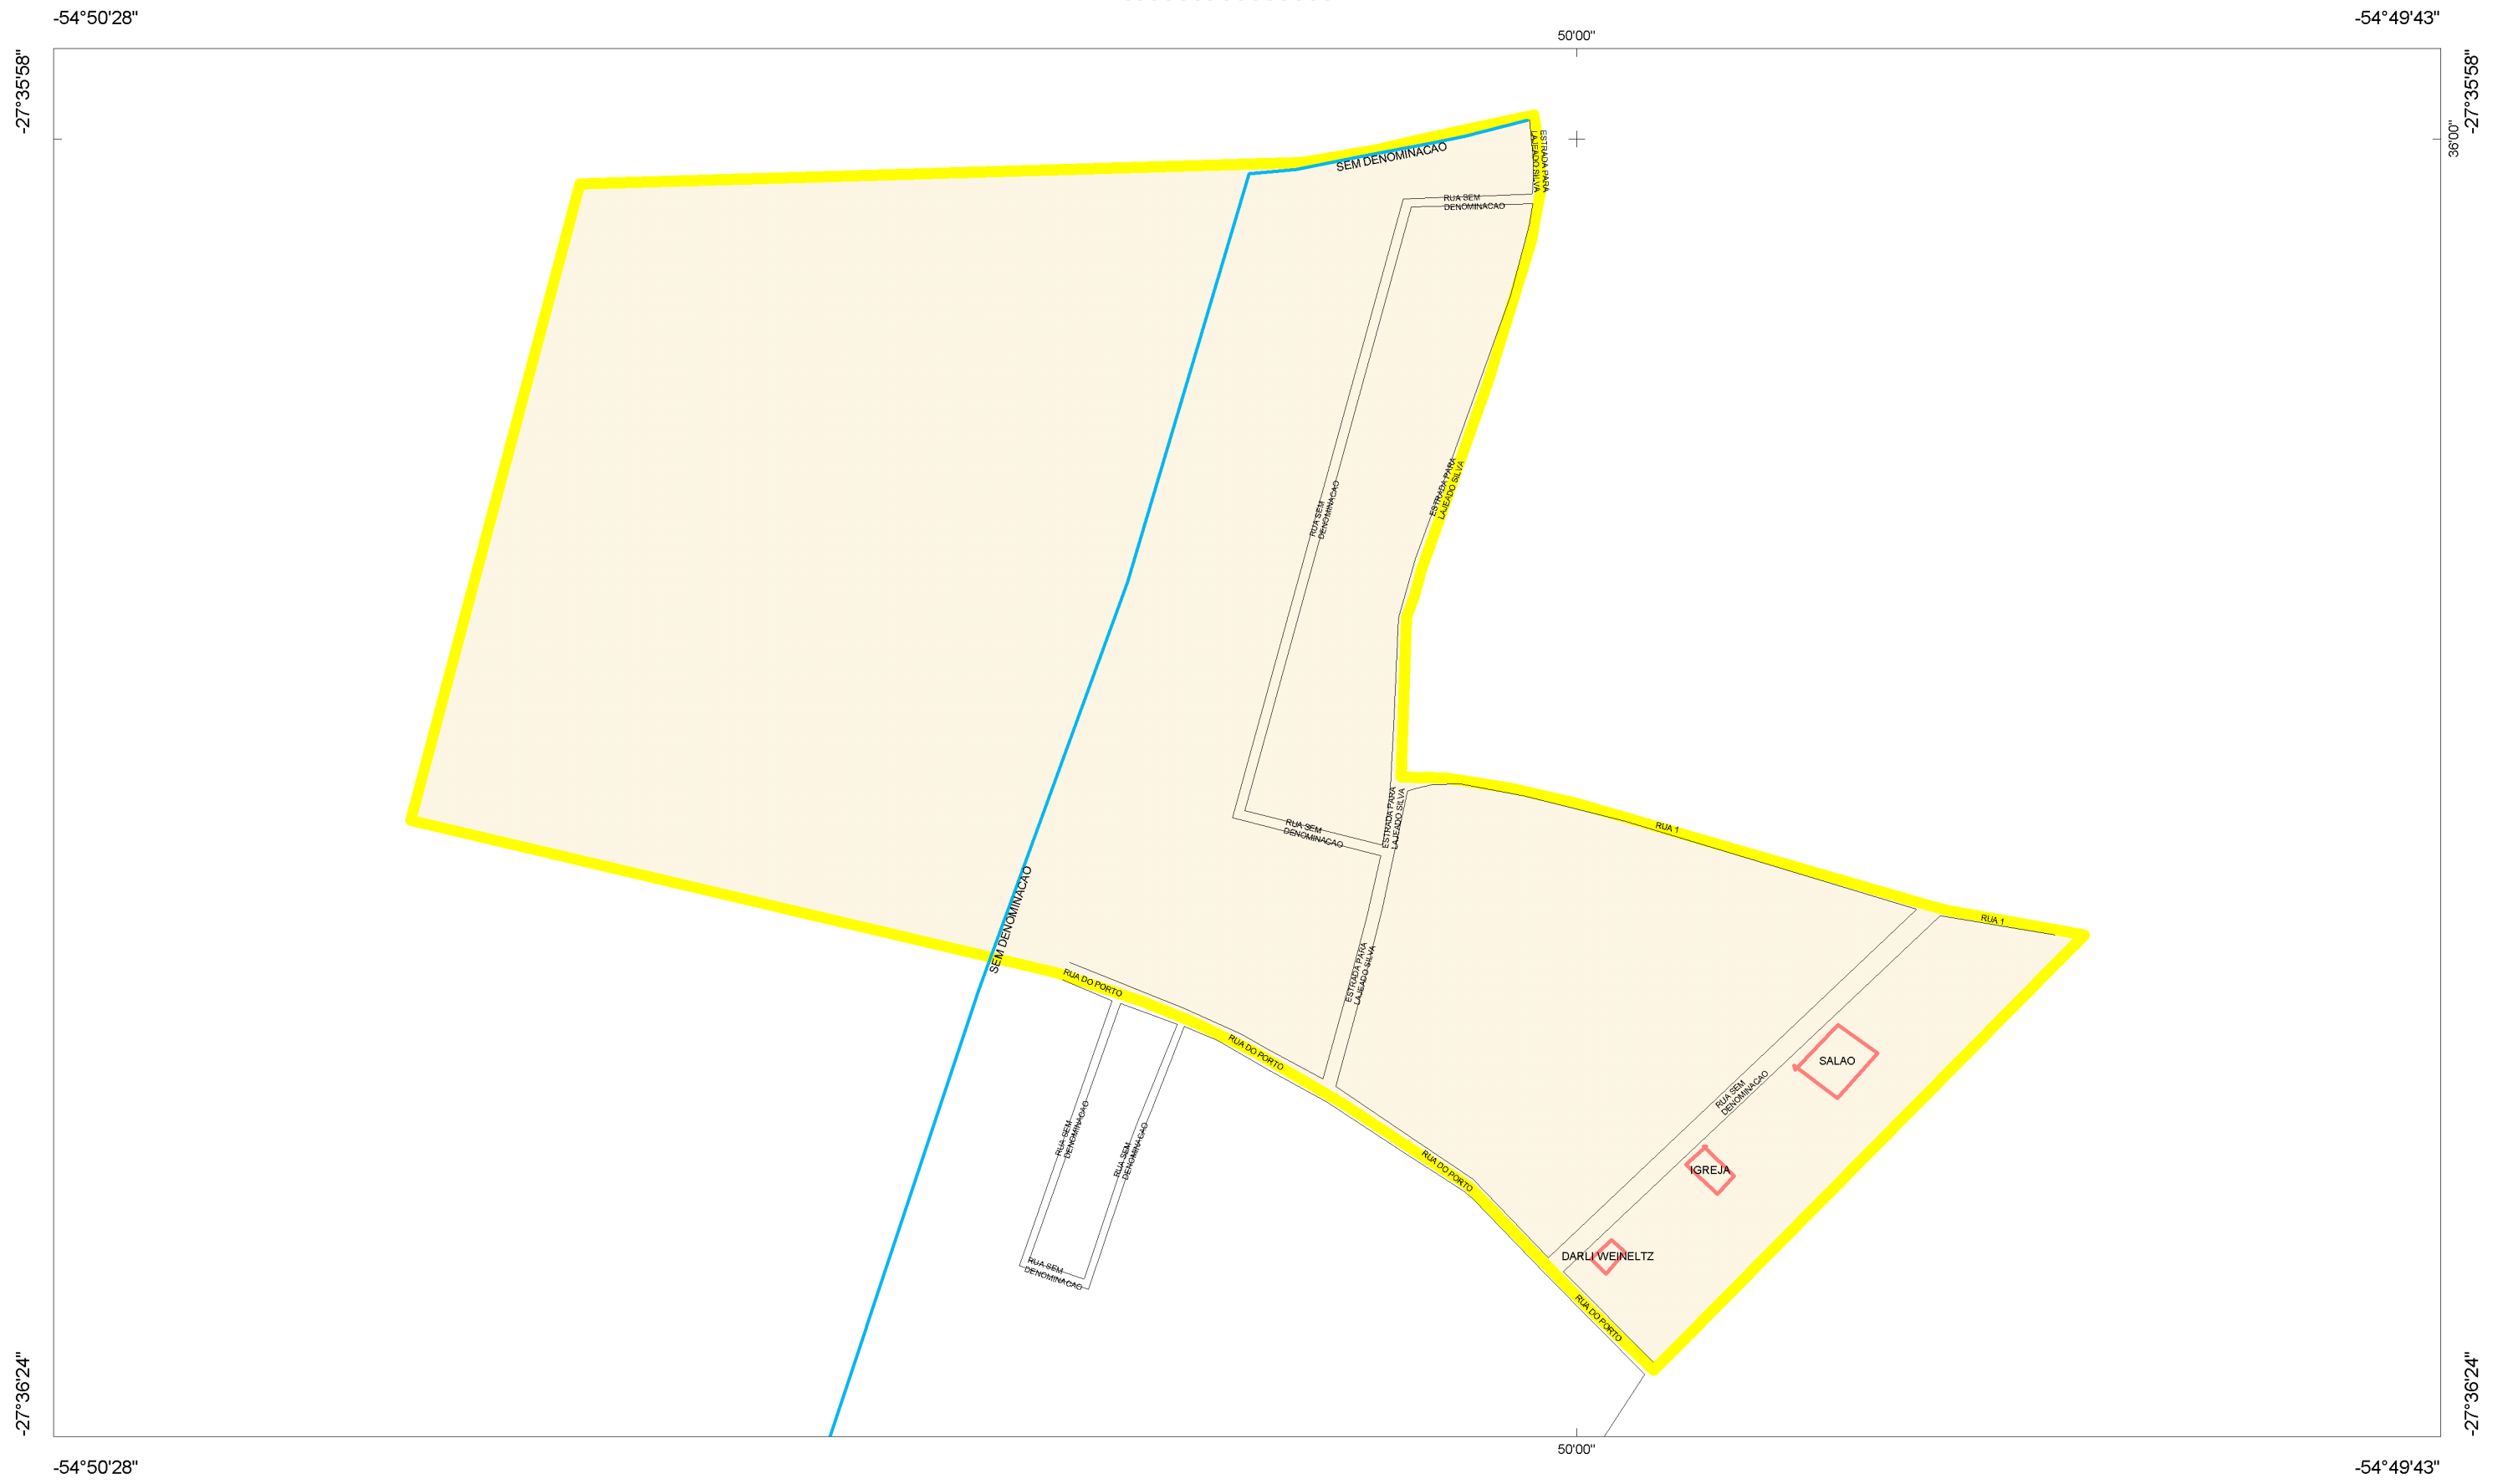 -54°50'28"
-54°49'43"
50'00"
-27°35'58"
-27°35'58"
36'00"
SEM DENOMINACAO
ESTRADA PARA
LAJEADO SILVA
RUA SEM
DENOMINACAO
RUA SEM
DENOMINACAO
ESTRADA PARA
LAJEADO SILVA
ESTRADA PARA
LAJEADO SILVA
RUA SEM
DENOMINACAO
RUA 1
RUA 1
SEM DENOMINACAO
ESTRADA PARA
LAJEADO SILVA
RUA DO PORTO
RUA DO PORTO
SALAO
RUA SEM
DENOMINACAO
RUA SEM
DENOMINACAO
RUA SEM
DENOMINACAO
RUA DO PORTO
IGREJA
DARLI WEINELTZ
RUA SEM
DENOMINACAO
RUA DO PORTO
-27°36'24"
-27°36'24"
50'00"
-54°50'28"
-54°49'43"